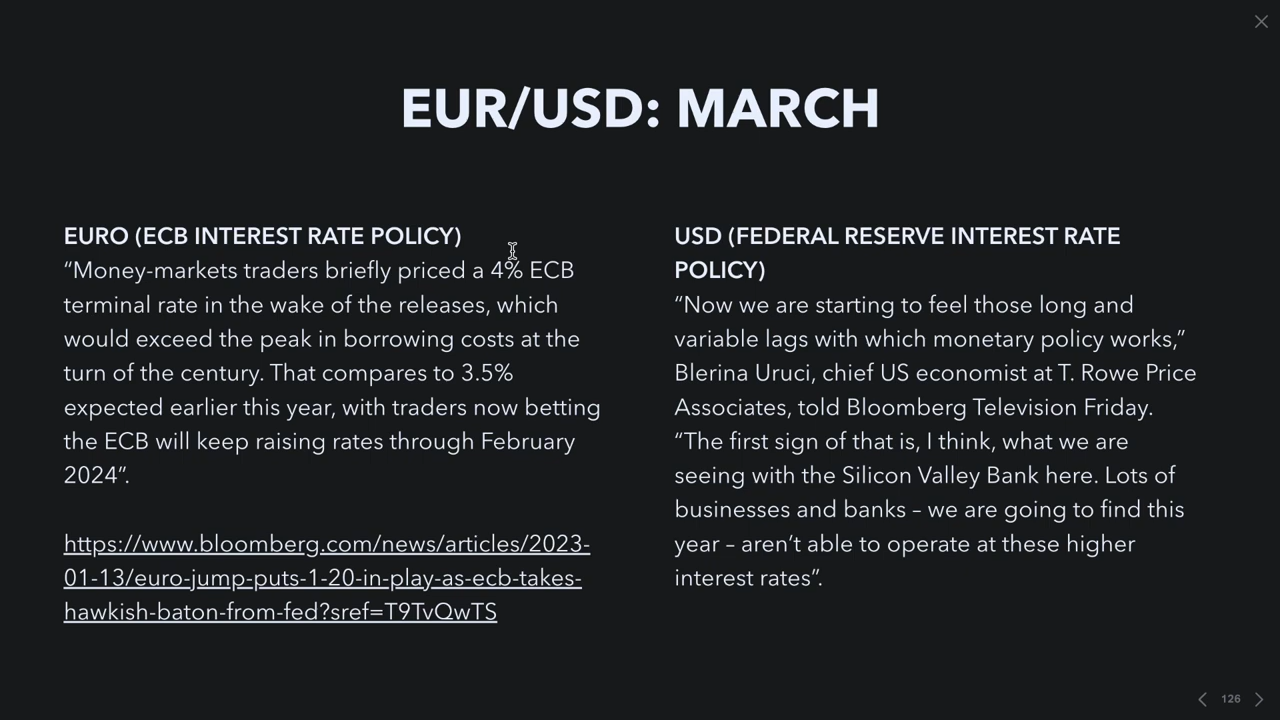 EUR/USD: MARCH
EURO (ECB INTEREST RATE POLICY)
“Money-markets traders briefly priced a 4% ECB
terminal rate in the wake of the releases, which
would exceed the peak in borrowing costs at the
turn of the century. That compares to 3.5%
expected earlier this year, with traders now betting
the ECB will keep raising rates through February
2024”.
https://www.bloomberg.com/news/articles/2023-
01-13/euro-jump-puts-1-20-in-play-as-ecb-takes-
hawkish-baton-from-fed?sref=T9TvQwTS
USD (FEDERAL RESERVE INTEREST RATE
POLICY)
“Now we are starting to feel those long and
variable lags with which monetary policy works,”
Blerina Uruci, chief US economist at T. Rowe Price
Associates, told Bloomberg Television Friday.
“The first sign of that is, I think, what we are
seeing with the Silicon Valley Bank here. Lots of
businesses and banks – we are going to find this
year – aren’t able to operate at these higher
interest rates”.
126